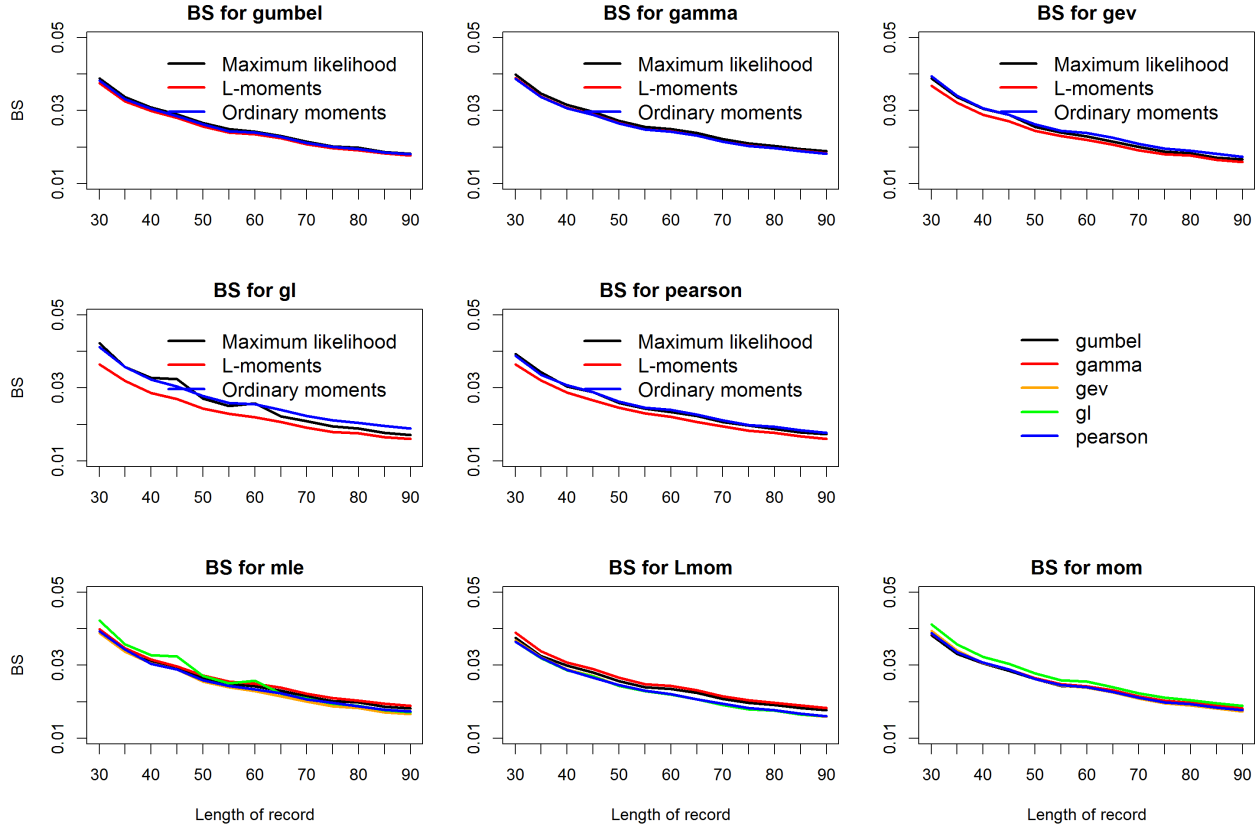 BS for gumbel
BS
0.05
0.03
0.01
Maximum likelihood
L-moments
Ordinary moments
30 40 50 60 70 80 90
BS for gamma
0.05
0.03
0.01
Maximum likelihood
L-moments
Ordinary moments
30 40 50 60 70 80 90
BS for gev
0.05
0.03
0.01
Maximum likelihood
L-moments
Ordinary moments
30 40 50 60 70 80 90
BS for gl
BS
0.05
0.03
0.01
Maximum likelihood
L-moments
Ordinary moments
30 40 50 60 70 80 90
BS for pearson
0.05
0.03
0.01
Maximum likelihood
L-moments
Ordinary moments
30 40 50 60 70 80 90
gumbel
gamma
gev
gl
pearson
BS for mle
BS
0.05
0.03
0.01
30 40 50 60 70 80 90
Length of record
BS for Lmom
0.05
0.03
0.01
30 40 50 60 70 80 90
Length of record
BS for mom
0.05
0.03
0.01
30 40 50 60 70 80 90
Length of record